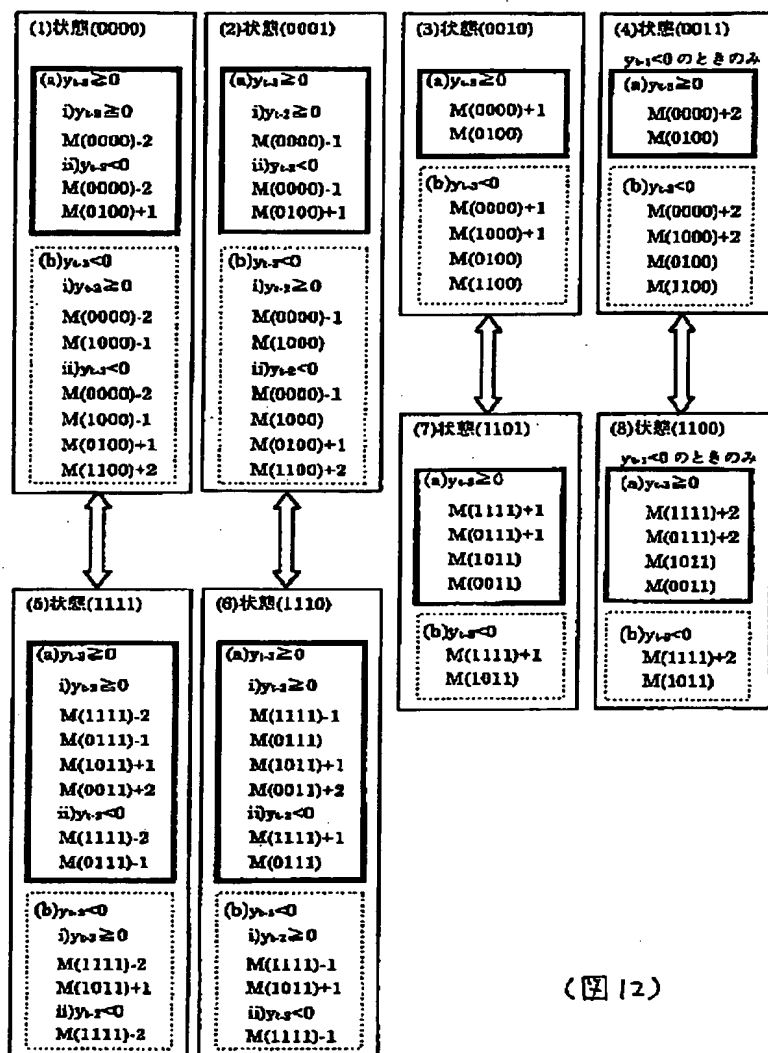 (1)状態(0000)
(a)yt-3≧0
i)yt-2≧0
M(0000)-2
ii)yt-2<0
M(0000)-2
M(0100)+1
(b)yt-3<0
i)yt-2≧0
M(0000)-2
M(1000)-1
ii)yt-2<0
M(0000)-2
M(1000)-1
M(0100)+1
M(1100)+2
(2)状態(0001)
(a)yt-3≧0
i)yt-2≧0
M(0000)-1
ii)yt-2<0
M(0000)-1
M(0100)+1
(b)yt-3<0
i)yt-2≧0
M(0000)-1
M(1000)
ii)yt-2<0
M(0000)-1
M(1000)
M(0100)+1
M(1100)+2
(3)状態(0010)
(a)yt-3≧0
M(0000)+1
M(0100)
(b)yt-3<0
M(0000)+1
M(1000)+1
M(0100)
M(1100)
(4)状態(0011)
yt-1<0 のときのみ
(a)yt-3≧0
M(0000)+2
M(0100)
(b)yt-3<0
M(0000)+2
M(1000)+2
M(0100)
M(1100)
(5)状態(1111)
(a)yt-3≧0
i)yt-2≧0
M(1111)-2
M(0111)-1
M(1011)+1
M(0011)+2
ii)yt-2<0
M(1111)-2
M(0111)-1
(b)yt-3<0
i)yt-2≧0
M(1111)-2
M(1011)+1
ii)yt-2<0
M(1111)-2
(6)状態(1110)
(a)yt-3≧0
i)yt-2≧0
M(1111)-1
M(0111)
M(1011)+1
M(0011)+2
ii)yt-2<0
M(1111)+1
M(0111)
(b)yt-3<0
i)yt-2≧0
M(1111)-1
M(1011)+1
ii)yt-2<0
M(1111)-1
(7)状態(1101)
(a)yt-3≧0
M(1111)+1
M(0111)+1
M(1011)
M(0011)
(b)yt-3<0
M(1111)+1
M(1011)
(8)状態(1100)
yt-1<0 のときのみ
(a)yt-3≧0
M(1111)+2
M(0111)+2
M(1011)
M(0011)
(b)yt-3<0
M(1111)+2
M(1011)
(図12)